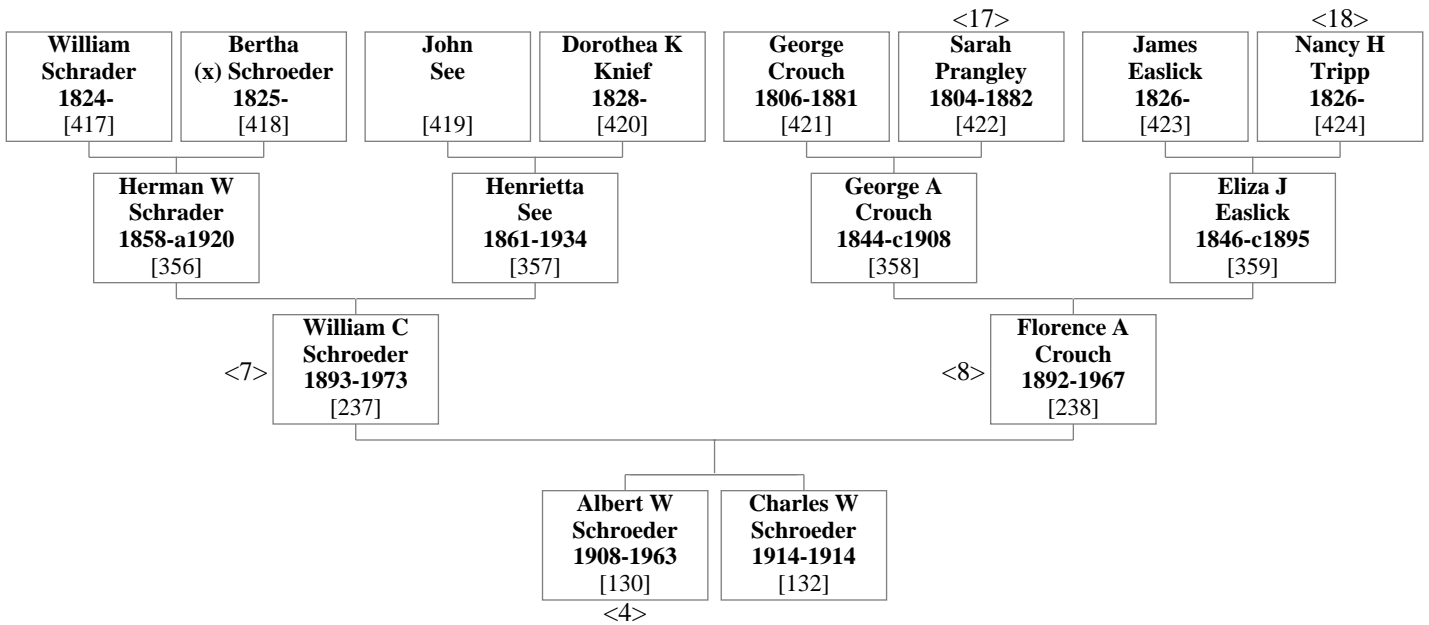 <17>
<18>
William
Schrader
1824-
[417]
Bertha
(x) Schroeder
1825-
[418]
John
See
[419]
Dorothea K
Knief
1828-
[420]
George
Crouch
1806-1881
[421]
Sarah
Prangley
1804-1882
[422]
James
Easlick
1826-
[423]
Nancy H
Tripp
1826-
[424]
Herman W
Schrader
1858-a1920
[356]
Henrietta
See
1861-1934
[357]
George A
Crouch
1844-c1908
[358]
Eliza J
Easlick
1846-c1895
[359]
<7>
William C
Schroeder
1893-1973
[237]
<8>
Florence A
Crouch
1892-1967
[238]
Albert W
Schroeder
1908-1963
[130]
<4>
Charles W
Schroeder
1914-1914
[132]